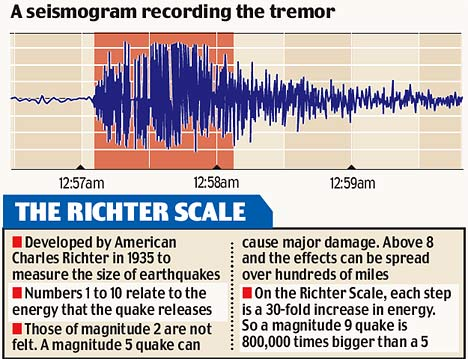 A seismogram recording the tremor
12:57am 12:58am 12:59am
THE RICHTER SCALE
Developed by American
Charles Richter in 1935 to
measure the size of earthquakes
Numbers 1 to 10 relate to the
energy that the quake releases
Those of magnitude 2 are not
felt. A magnitude 5 quake can
cause major damage. Above 8
and the effects can be spread
over hundreds of miles
On the Richter Scale, each step
is a 30-fold increase in energy.
So a magnitude 9 quake is
800,000 times bigger than a 5